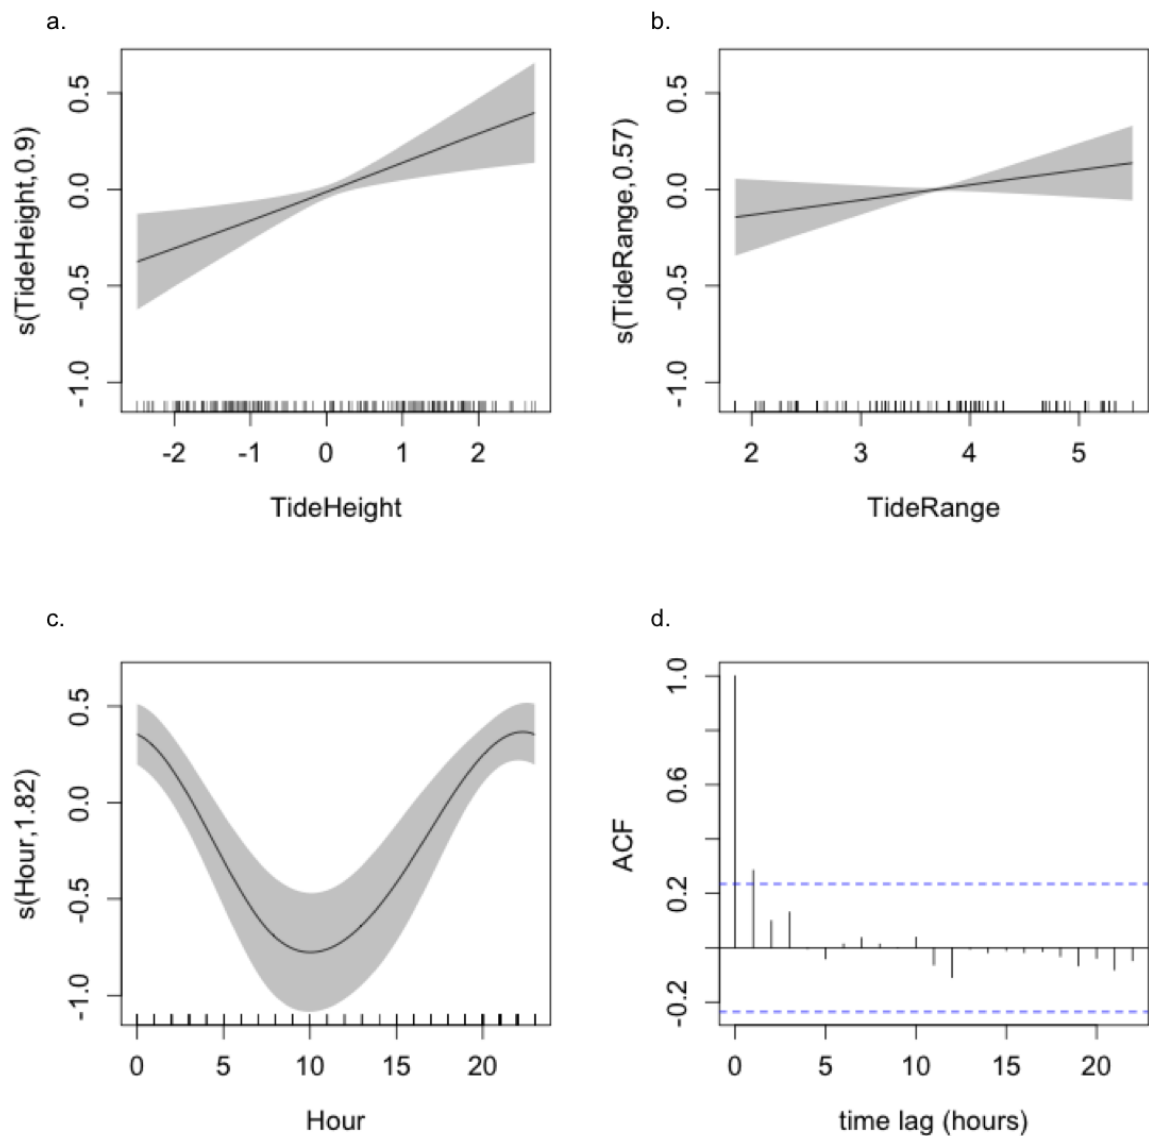 a.
s(TideHeight,0.9)
-1.0 -0.5 0.0 0.5
-2 -1 0 1 2
TideHeight
b.
s(TideRange,0.57)
-1.0 -0.5 0.0 0.5
2 3 4 5
TideRange
c.
s(Hour,1.82)
-1.0 -0.5 0.0 0.5
0 5 10 15 20
Hour
d.
ACF
-0.2 0.2 0.6 1.0
0 5 10 15 20
time lag (hours)